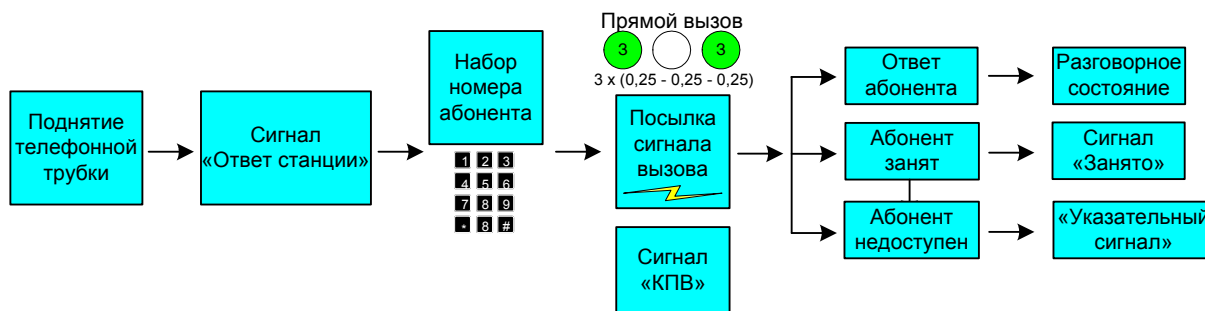 Прямой вызов
3 3
3 x (0,25 - 0,25 - 0,25)
Поднятие
телефонной
трубки
Сигнал
«Ответ станции»
Набор
номера
абонента
1 2 3
4 5 6
7 8 9
* 8 #
Посылка
сигнала
вызова
Сигнал
«КПВ»
Ответ
абонента
Разговорное
состояние
Абонент
занят
Сигнал
«Занято»
Абонент
недоступен
«Указательный
сигнал»